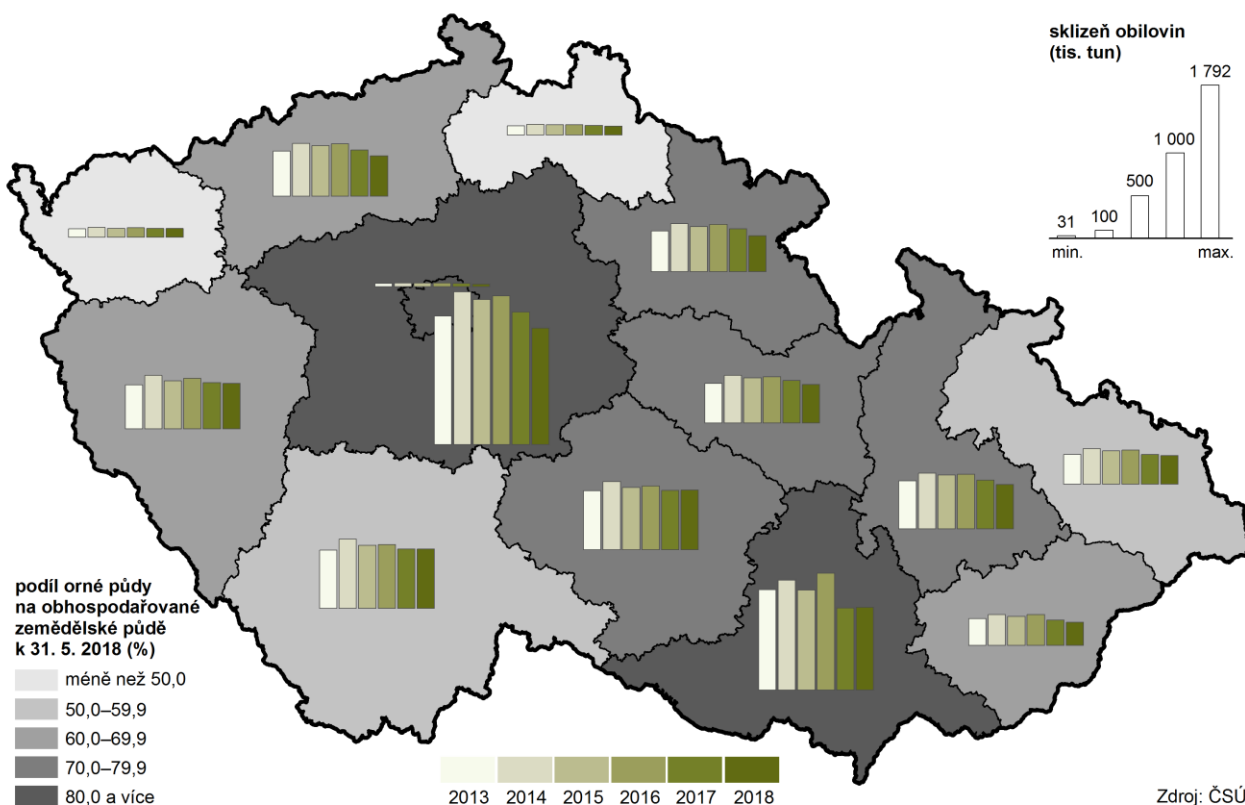 sklizeň obilovin
(tis. tun)
1 792
1 000
500
100
31
min.
max.
podíl orné půdy
na obhospodařované
zemědělské půdě
k 31. 5. 2018 (%)
méně než 50,0
50,0–59,9
60,0–69,9
70,0–79,9
80,0 a více
2013 2014 2015 2016 2017 2018
Zdroj: ČSÚ